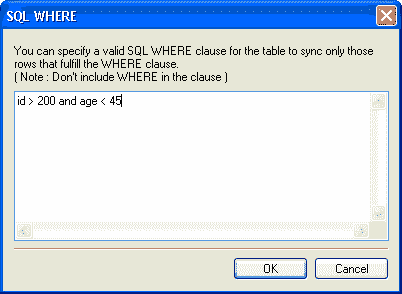 SQL WHERE
You can specify a valid SQL WHERE clause for the table to sync only those
rows that fulfill the WHERE clause.
( Note : Don't include WHERE in the clause )
id > 200 and age < 45
OK Cancel